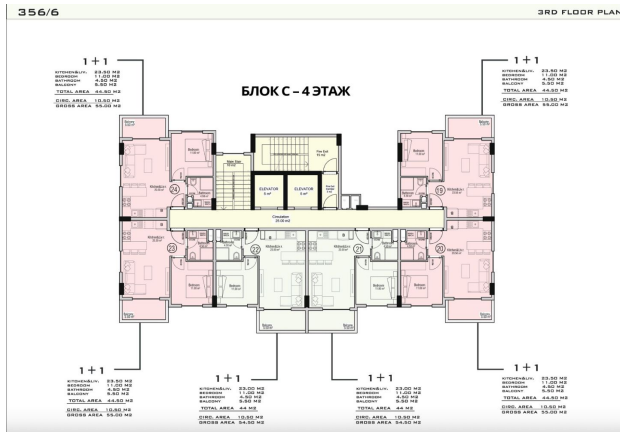 356/6
3RD FLOOR PLAN
БЛОК С – 4 ЭТАЖ
1 + 1
KITCHEN&LIV. 23.50 M2
BEDROOM 11.00 M2
BATHROOM 4.50 M2
BALCONY 5.50 M2
TOTAL AREA 44.50 M2
CIRC. AREA 10.50 M2
GROSS AREA 55.00 M2
1 + 1
KITCHEN&LIV. 23.50 M2
BEDROOM 11.00 M2
BATHROOM 4.50 M2
BALCONY 5.50 M2
TOTAL AREA 44.50 M2
CIRC. AREA 10.50 M2
GROSS AREA 55.00 M2
Fire Exit
ELEVATOR
ELEVATOR
Circulation
24
19
23
22
21
20
1 + 1
KITCHEN&LIV. 23.50 M2
BEDROOM 11.00 M2
BATHROOM 4.50 M2
BALCONY 5.50 M2
TOTAL AREA 44.50 M2
CIRC. AREA 10.50 M2
GROSS AREA 55.00 M2
1 + 1
KITCHEN&LIV. 23.00 M2
BEDROOM 11.00 M2
BATHROOM 4.50 M2
BALCONY 5.50 M2
TOTAL AREA 44 M2
CIRC. AREA 10.50 M2
GROSS AREA 54.50 M2
1 + 1
KITCHEN&LIV. 23.00 M2
BEDROOM 11.00 M2
BATHROOM 4.50 M2
BALCONY 5.50 M2
TOTAL AREA 44 M2
CIRC. AREA 10.50 M2
GROSS AREA 54.50 M2
1 + 1
KITCHEN&LIV. 23.50 M2
BEDROOM 11.00 M2
BATHROOM 4.50 M2
BALCONY 5.50 M2
TOTAL AREA 44.50 M2
CIRC. AREA 10.50 M2
GROSS AREA 55.00 M2